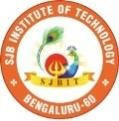 SJB INSTITUTE OF TECHNOLOGY
SJBIT
BENGALURU-60